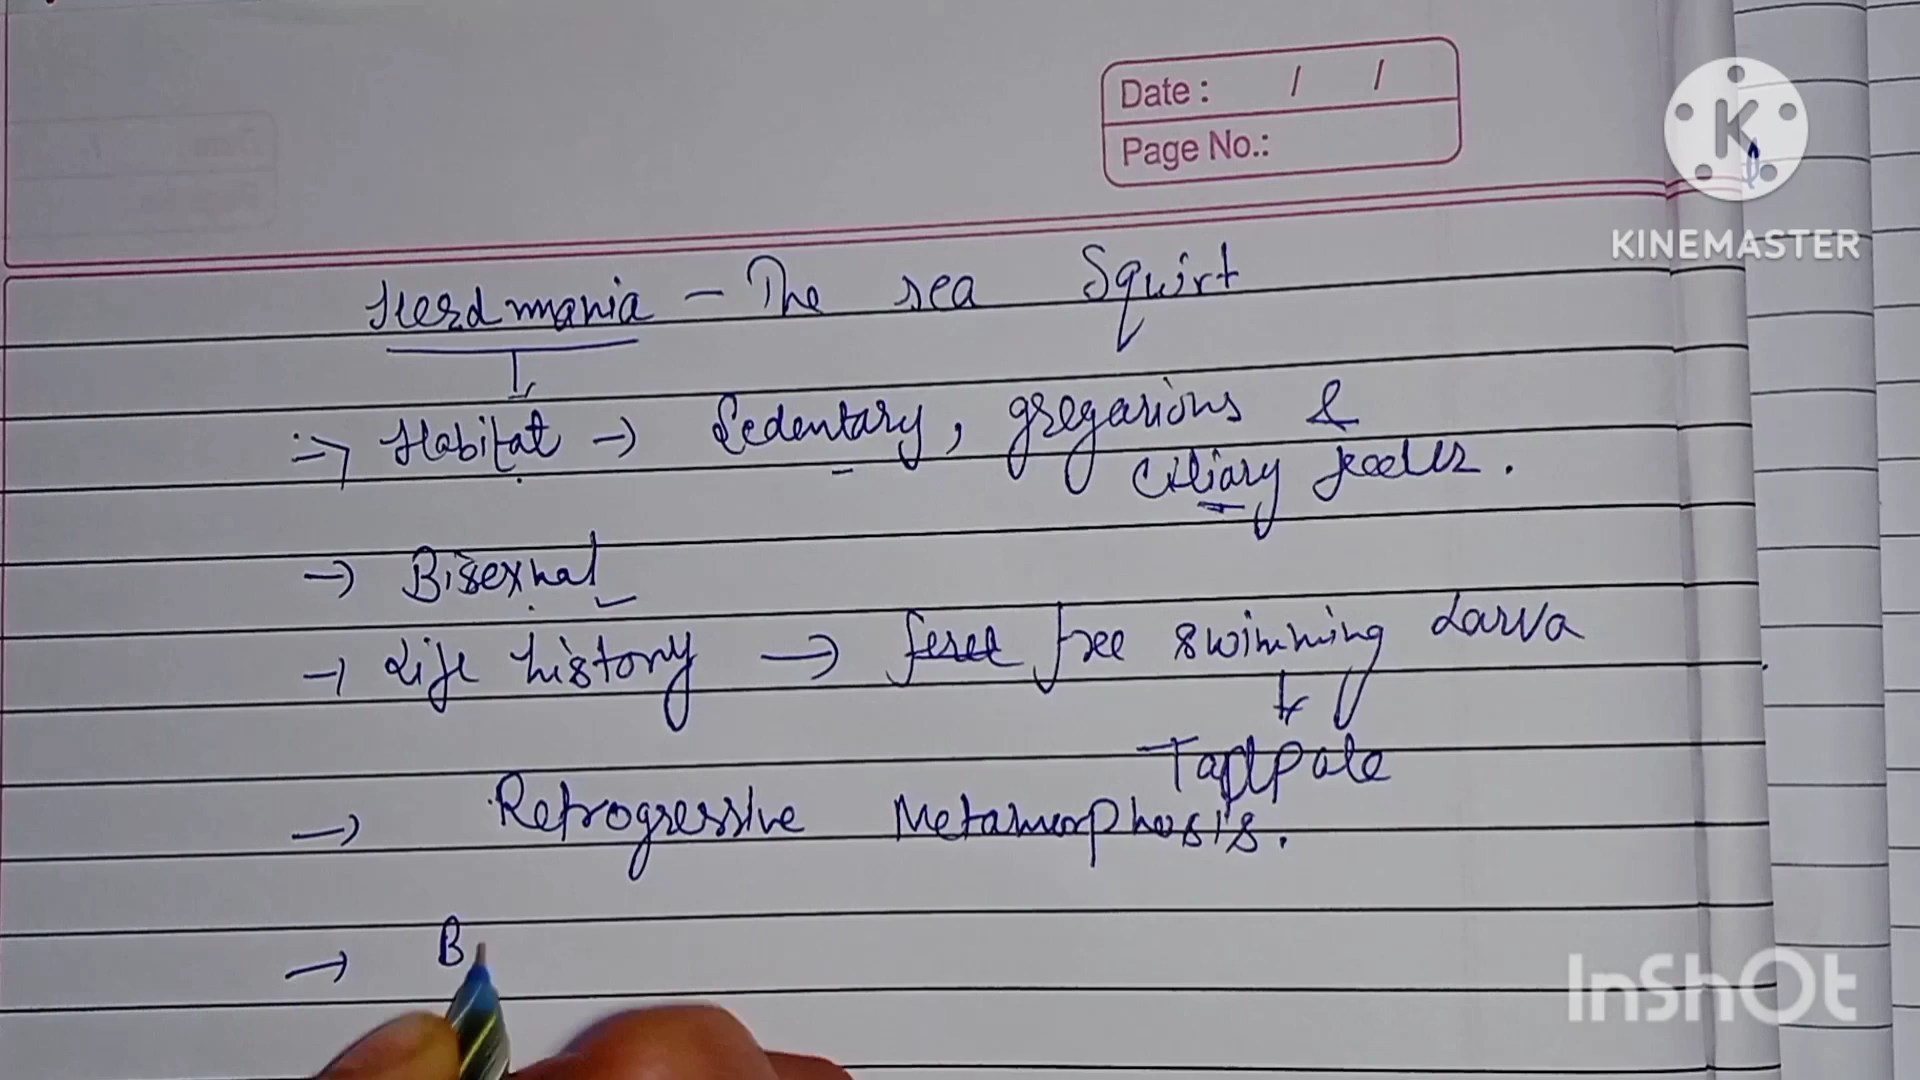 Date : / /
Page No.:
KINEMASTER
Herdmania - The sea Squirt
→ Habitat → Sedentary, gregarious &
Ciliary feeder.
→ Bisexual
→ Life history → free swimming Larva
Tadpole
→ Retrogressive Metamorphosis.
→ B
InShOt